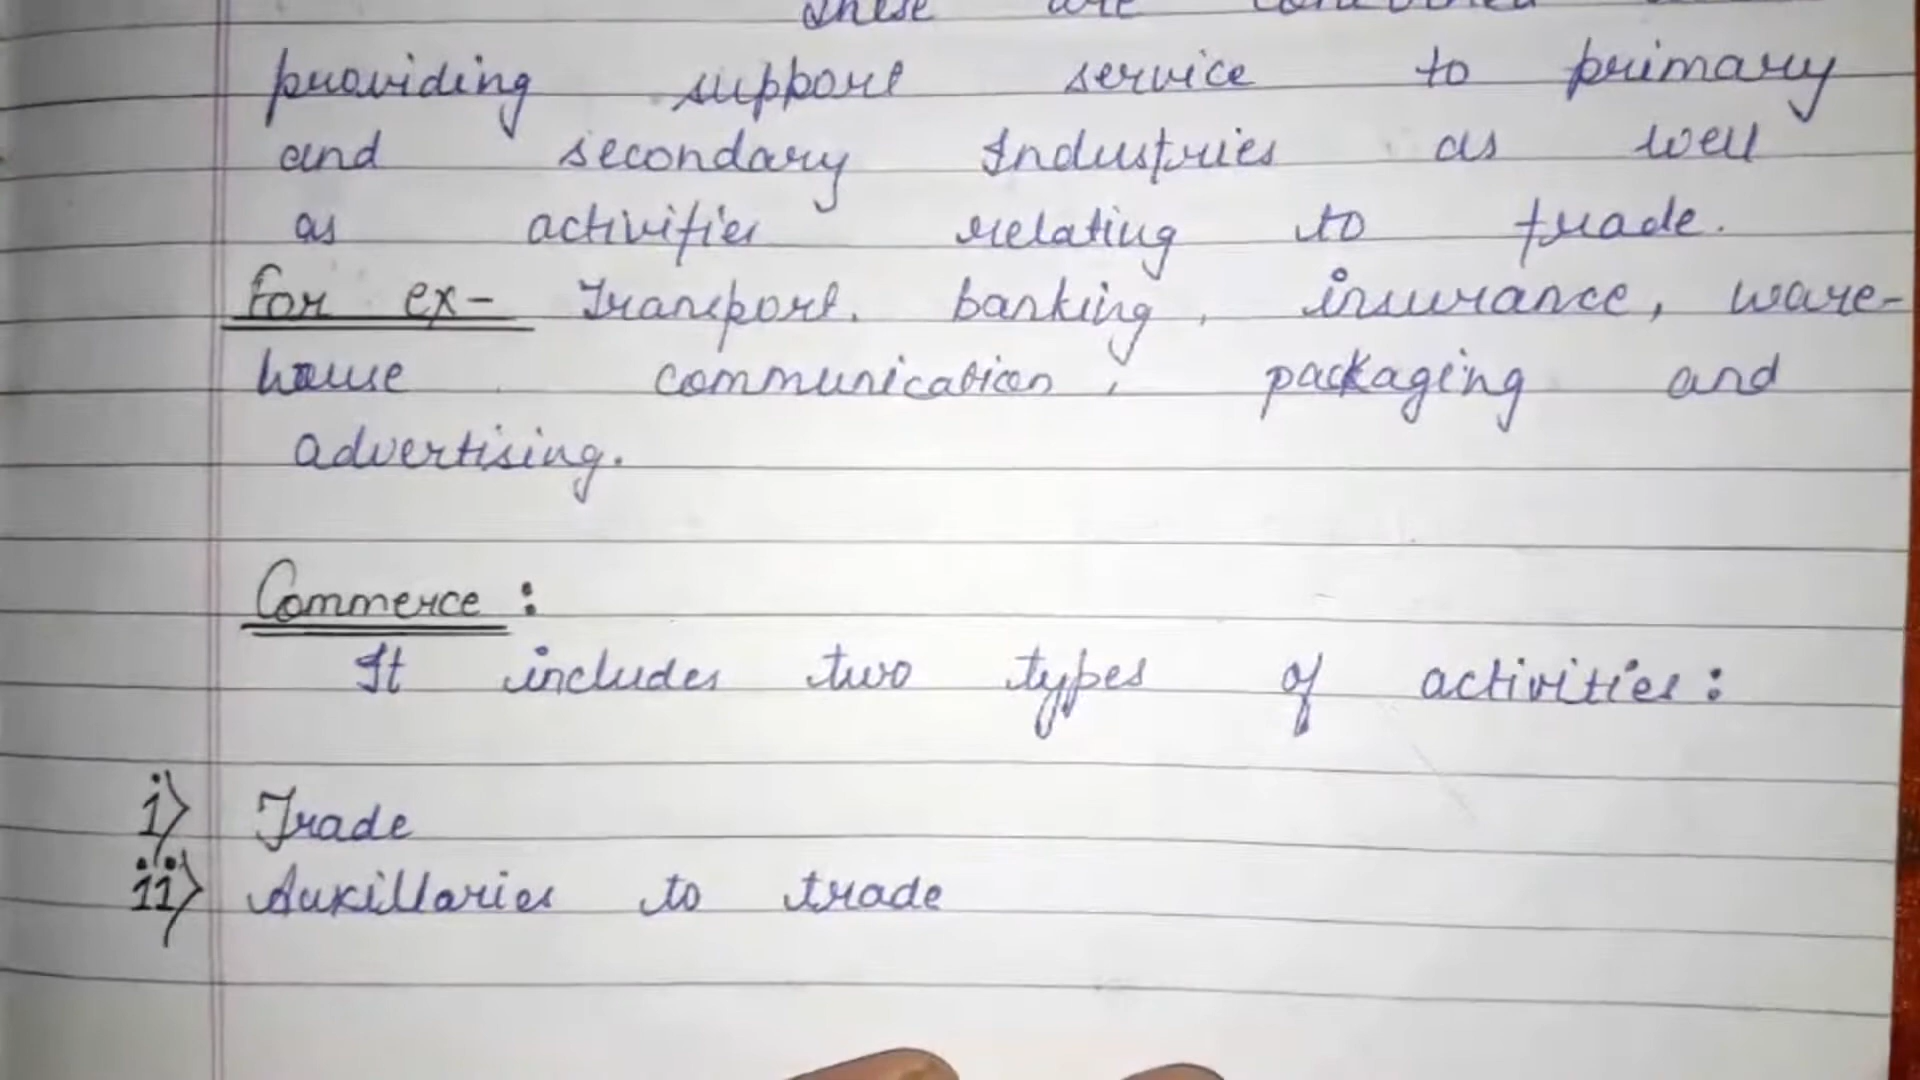 These are
providing support service to primary
and secondary Industries as well
as activities relating to trade.
for ex- Transport, banking, insurance, ware-
house, communication, packaging and
advertising.
Commerce :
It includes two types of activities :
i) Trade
ii) Auxillaries to trade